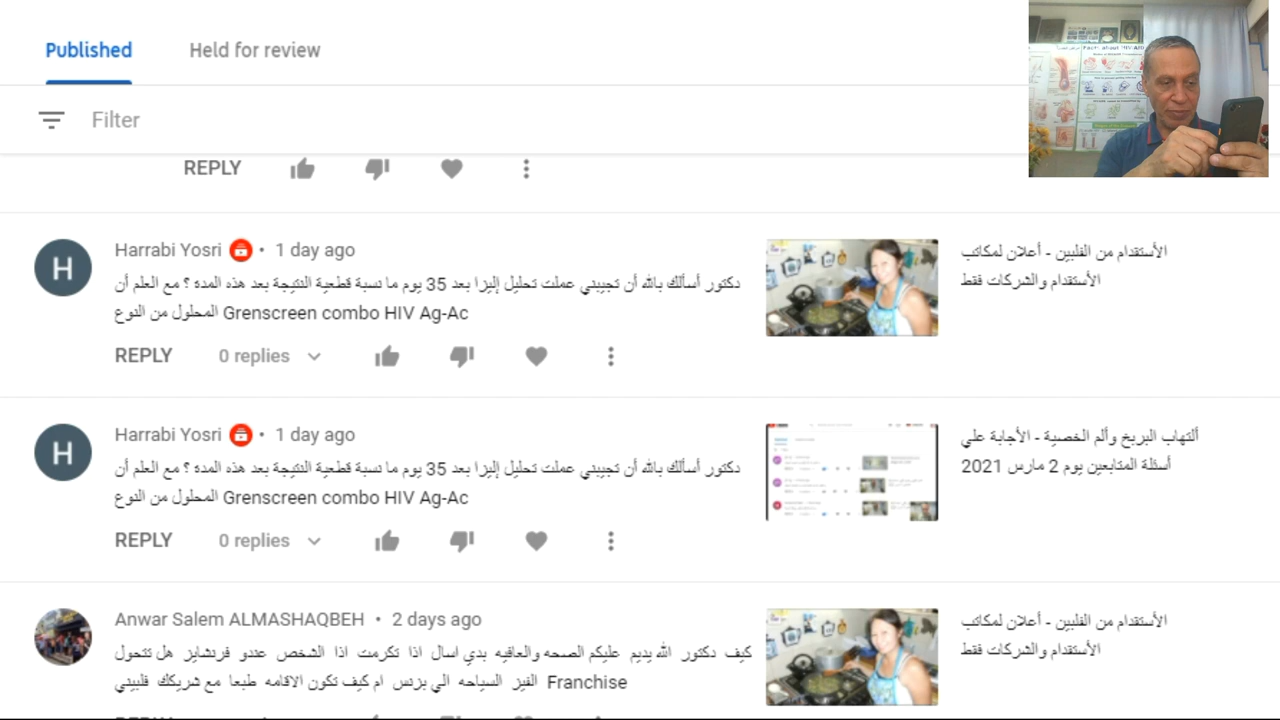 Published
Held for review
Facts about HIV/AIDS
Filter
REPLY
Harrabi Yosri • 1 day ago
دكتور أسألك بالله أن تجيبني عملت تحليل إليزا بعد 35 يوم ما نسبة قطعية النتيجة بعد هذه المدة ؟ مع العلم أن
المحلول من النوع Grenscreen combo HIV Ag-Ac
REPLY
0 replies
الأستقدام من الفلبين - أعلان لمكاتب
الأستقدام والشركات فقط
Harrabi Yosri • 1 day ago
دكتور أسألك بالله أن تجيبني عملت تحليل إليزا بعد 35 يوم ما نسبة قطعية النتيجة بعد هذه المدة ؟ مع العلم أن
المحلول من النوع Grenscreen combo HIV Ag-Ac
REPLY
0 replies
ألتهاب البربخ وألم الخصية - الأجابة علي
أسئلة المتابعين يوم 2 مارس 2021
Anwar Salem ALMASHAQBEH • 2 days ago
كيف دكتور الله يديم عليكم الصحه والعافيه بدي اسال اذا تكرمت اذا الشخص عندو فرنشايز هل تتحول
الفيز السياحه الي بزنس ام كيف تكون الاقامه طبعا مع شريكك فلبيني Franchise
الأستقدام من الفلبين - أعلان لمكاتب
الأستقدام والشركات فقط